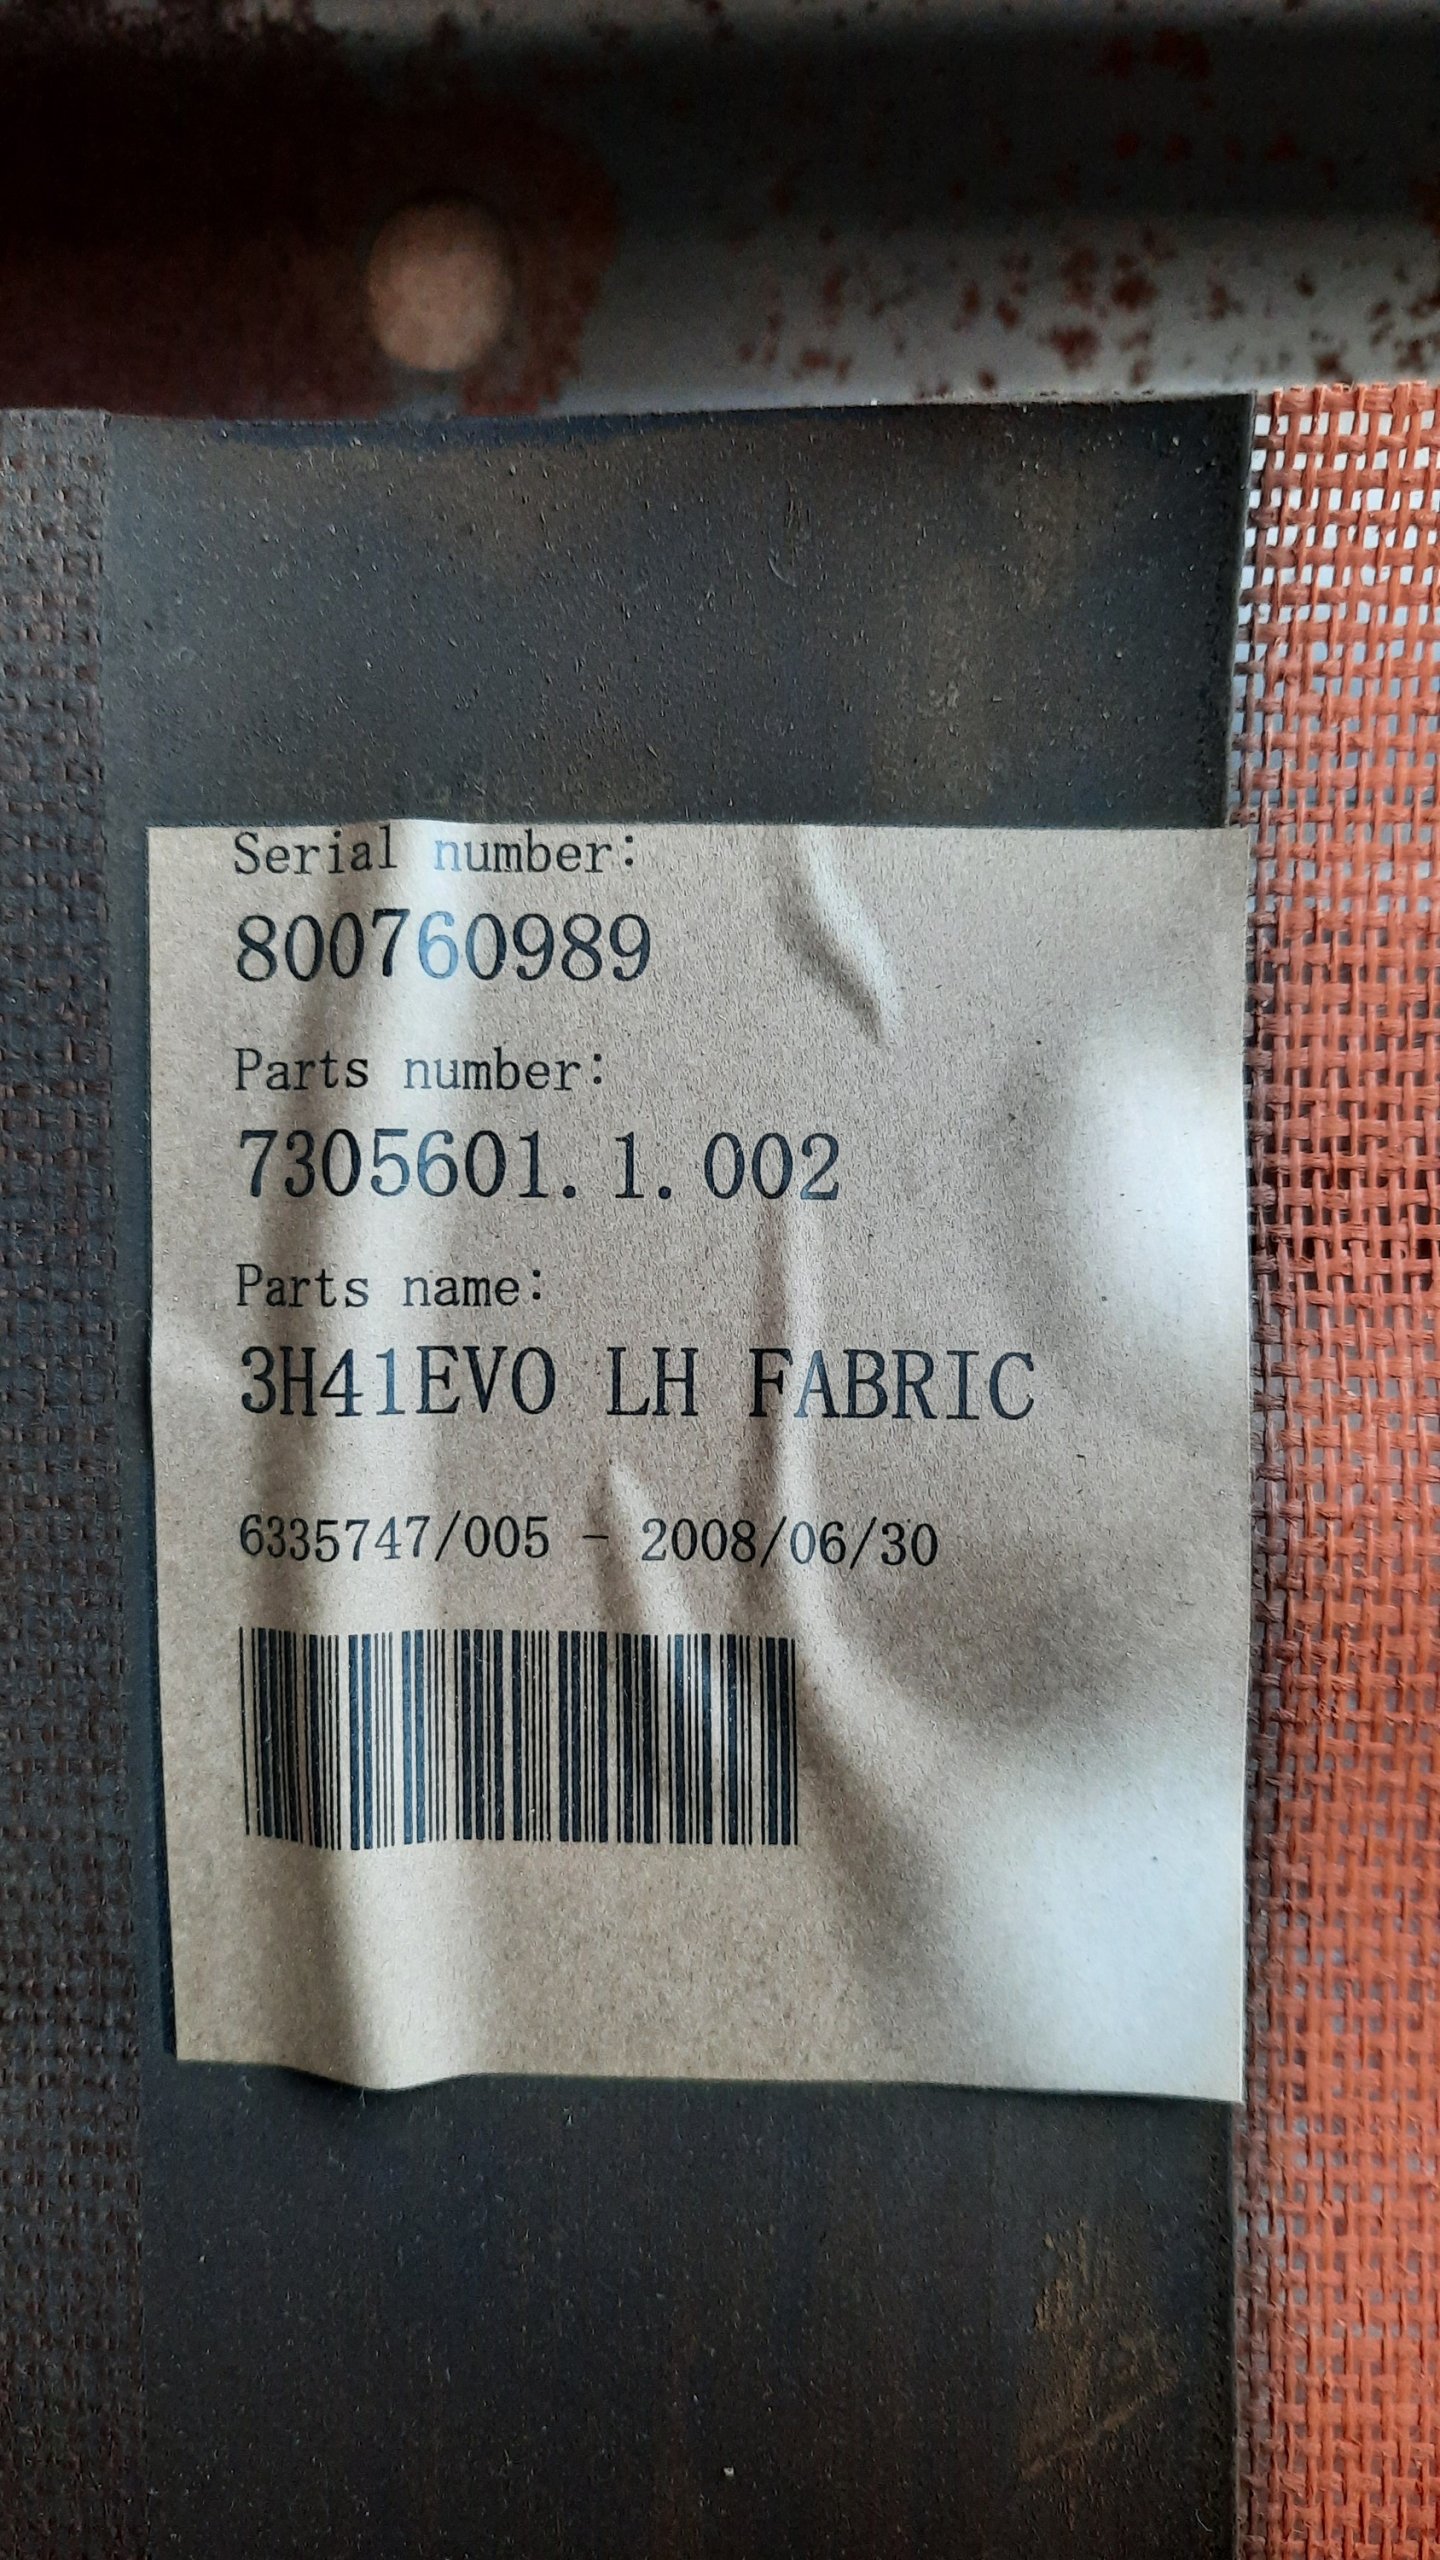 Serial number:
800760989
Parts number:
7305601.1.002
Parts name:
3H41EVO LH FABRIC
6335747/005 - 2008/06/30